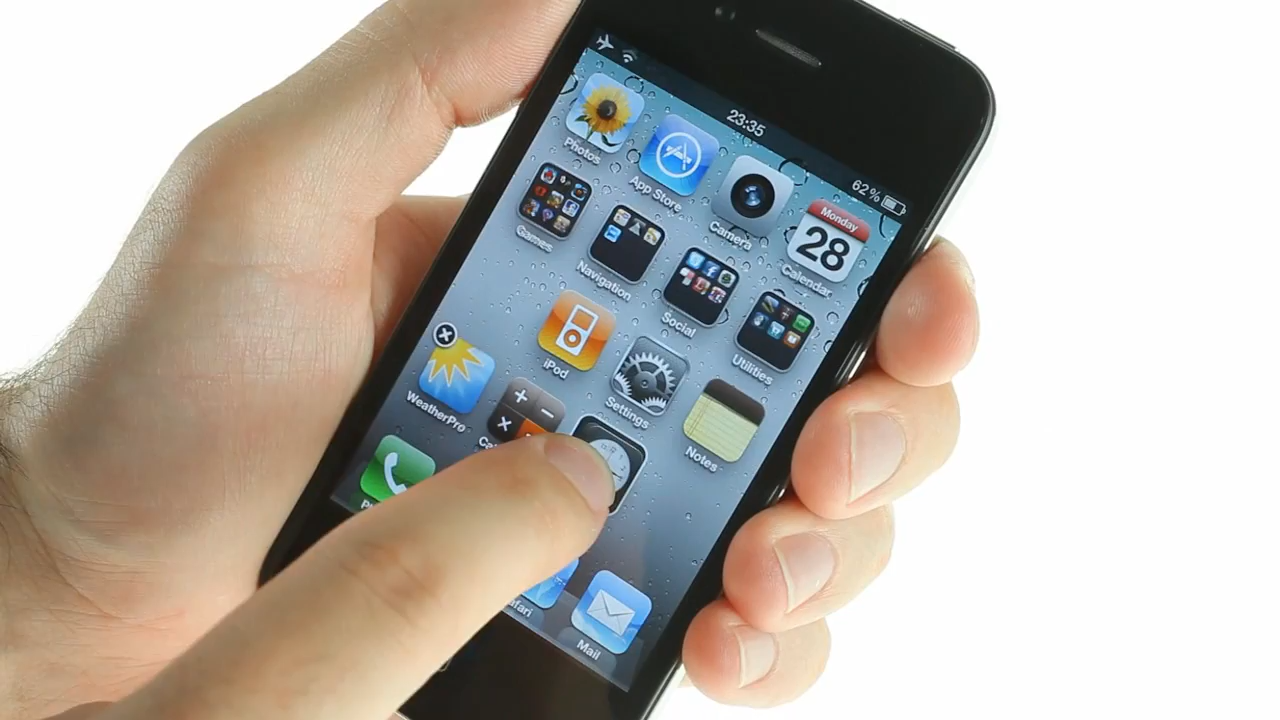 23:35
62%
Photos
App Store
Camera
Monday
28
Calendar
Games
Navigation
Social
Utilities
iPod
Settings
Notes
WeatherPro
Mail